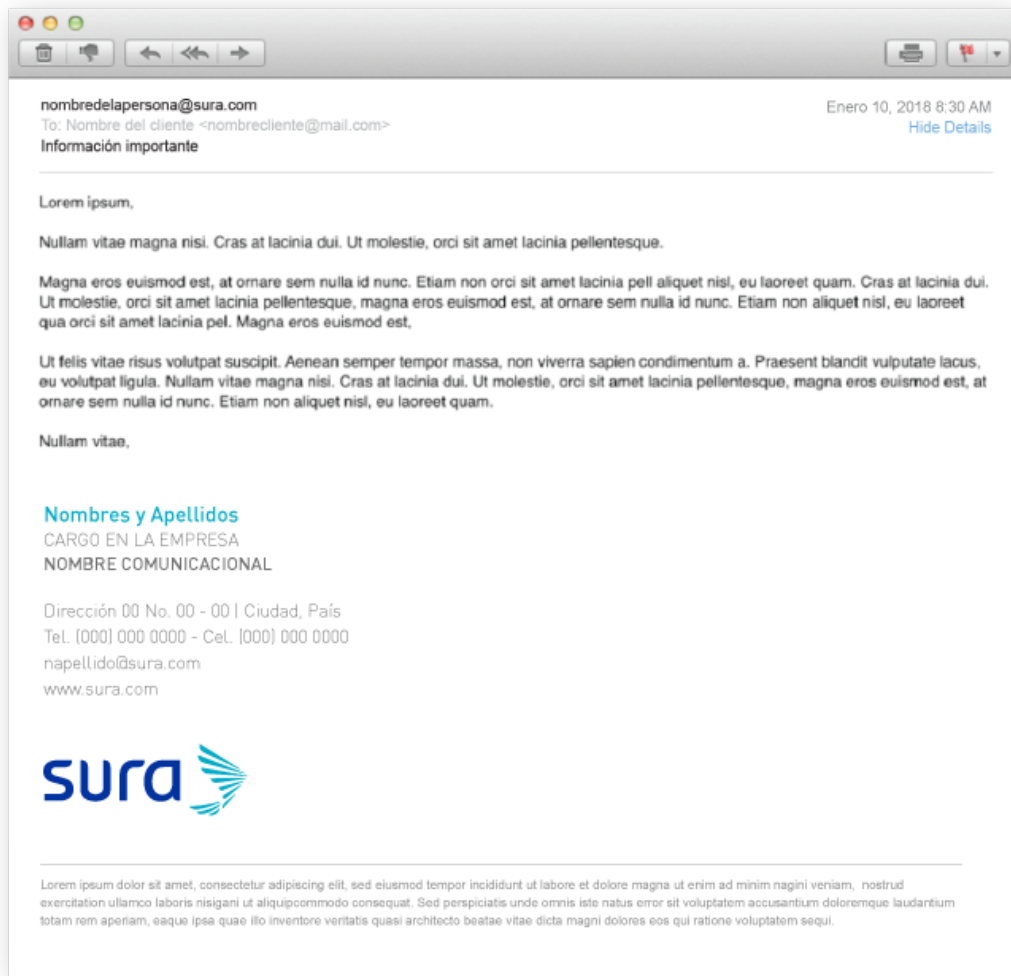 nombredelapersona@sura.com
Enero 10, 2018 8:30 AM
To: Nombre del cliente <nombrecliente@mail.com>
Hide Details
Información importante
Lorem ipsum,
Nullam vitae magna nisi. Cras at lacinia dui. Ut molestie, orci sit amet lacinia pellentesque.
Magna eros euismod est, at ornare sem nulla id nunc. Etiam non orci sit amet lacinia pell aliquet nisl, eu laoreet quam. Cras at lacinia dui.
Ut molestie, orci sit amet lacinia pellentesque, magna eros euismod est, at ornare sem nulla id nunc. Etiam non aliquet nisl, eu laoreet
qua orci sit amet lacinia pel. Magna eros euismod est,
Ut felis vitae risus volutpat suscipit. Aenean semper tempor massa, non viverra sapien condimentum a. Praesent blandit vulputate lacus,
eu volutpat ligula. Nullam vitae magna nisi. Cras at lacinia dui. Ut molestie, orci sit amet lacinia pellentesque, magna eros euismod est, at
ornare sem nulla id nunc. Etiam non aliquet nisl, eu laoreet quam.
Nullam vitae,
Nombres y Apellidos
CARGO EN LA EMPRESA
NOMBRE COMUNICACIONAL
Dirección 00 No. 00 - 00 | Ciudad, País
Tel. (000) 000 0000 - Cel. (000) 000 0000
napellido@sura.com
www.sura.com
sura
Lorem ipsum dolor sit amet, consectetur adipiscing elit, sed eiusmod tempor incididunt ut labore et dolore magna ut enim ad minim nagini veniam, nostrud
exercitation ullamco laboris nisigani ut aliquipcommodo consequat. Sed perspiciatis unde omnis iste natus error sit voluptatem accusantium doloremque laudantium
totam rem aperiam, eaque ipsa quae illo inventore veritatis quasi architecto beatae vitae dicta magni dolores eos qui ratione voluptatem sequi.